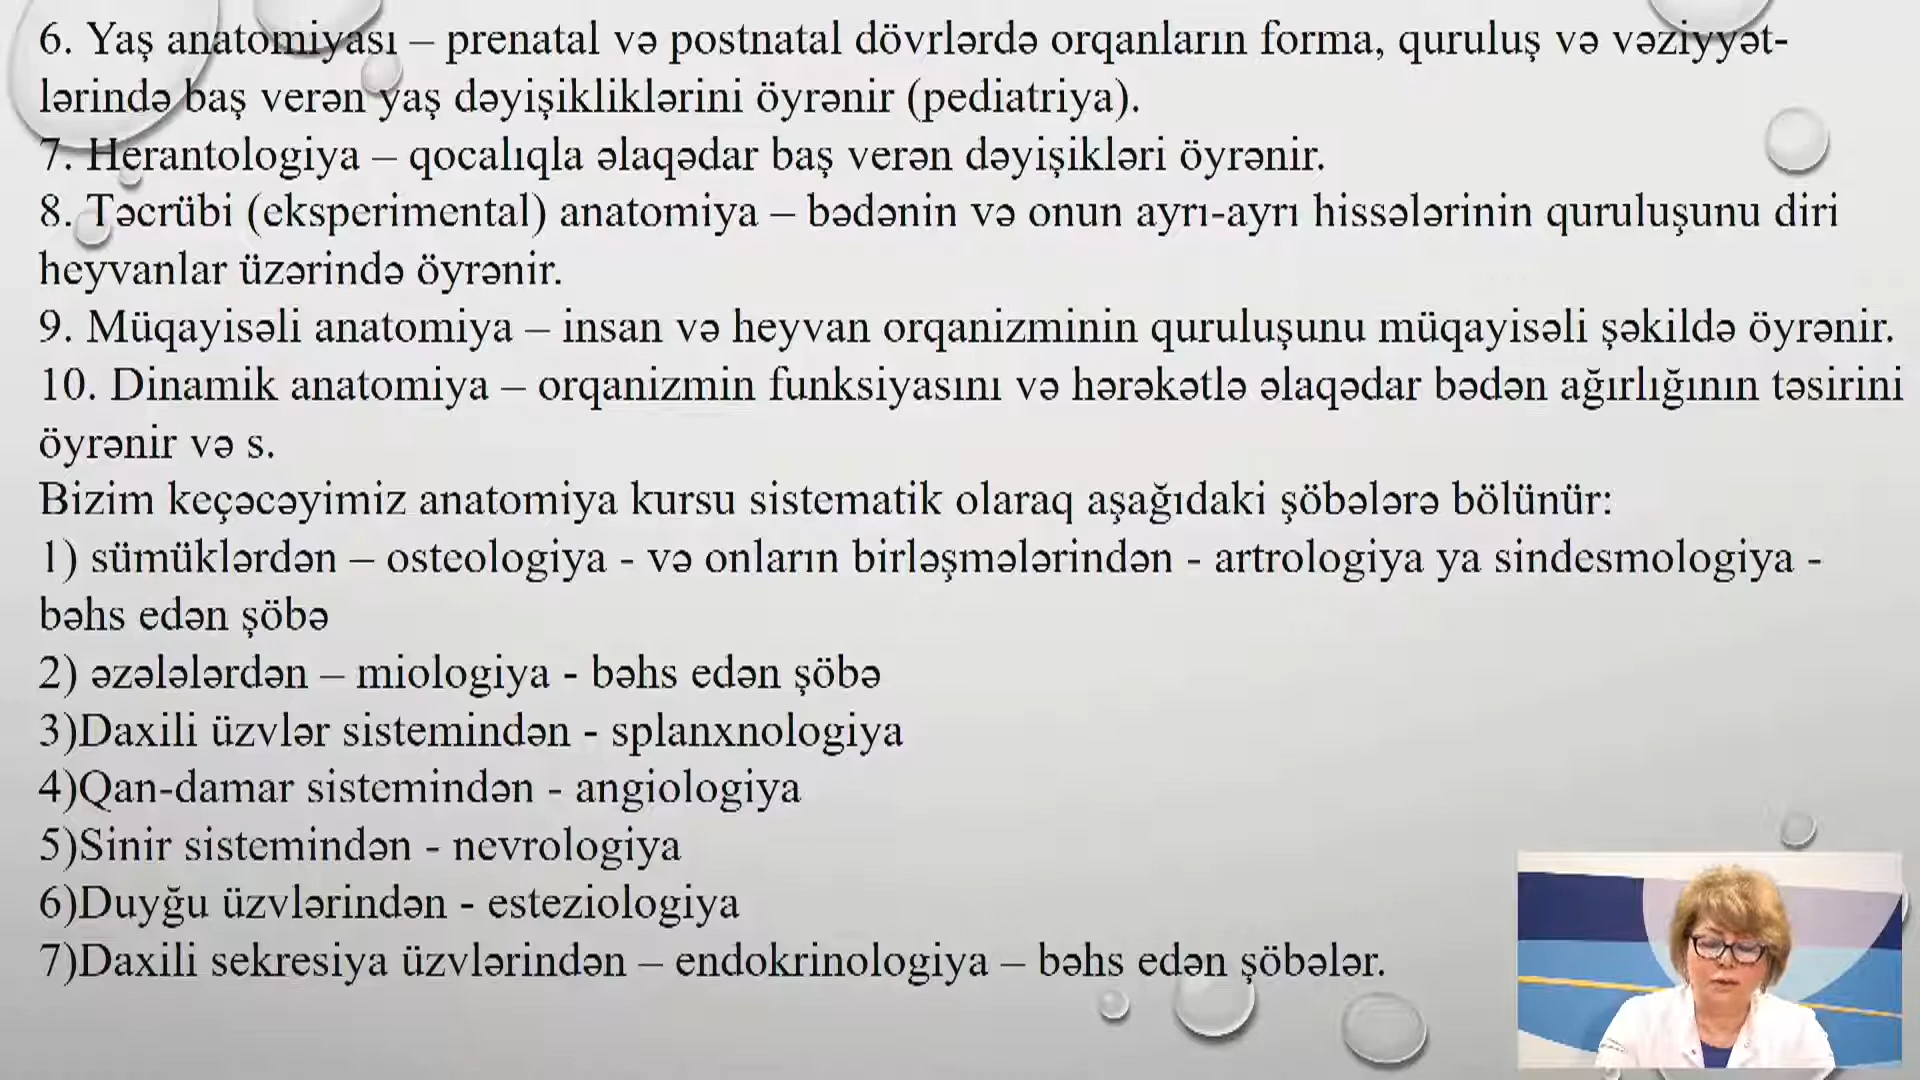 6. Yaş anatomiyası – prenatal və postnatal dövrlərdə orqanların forma, quruluş və vəziyyət-
lərində baş verən yaş dəyişikliklərini öyrənir (pediatriya).
7. Herantologiya – qocalıqla əlaqədar baş verən dəyişikləri öyrənir.
8. Təcrübi (eksperimental) anatomiya – bədənin və onun ayrı-ayrı hissələrinin quruluşunu diri
heyvanlar üzərində öyrənir.
9. Müqayisəli anatomiya – insan və heyvan orqanizminin quruluşunu müqayisəli şəkildə öyrənir.
10. Dinamik anatomiya – orqanizmin funksiyasını və hərəkətlə əlaqədar bədən ağırlığının təsirini
öyrənir və s.
Bizim keçəcəyimiz anatomiya kursu sistematik olaraq aşağıdaki şöbələrə bölünür:
1) sümüklərdən – osteologiya - və onların birləşmələrindən - artrologiya ya sindesmologiya -
bəhs edən şöbə
2) əzələlərdən – miologiya - bəhs edən şöbə
3)Daxili üzvlər sistemindən - splanxnologiya
4)Qan-damar sistemindən - angiologiya
5)Sinir sistemindən - nevrologiya
6)Duyğu üzvlərindən - esteziologiya
7)Daxili sekresiya üzvlərindən – endokrinologiya – bəhs edən şöbələr.